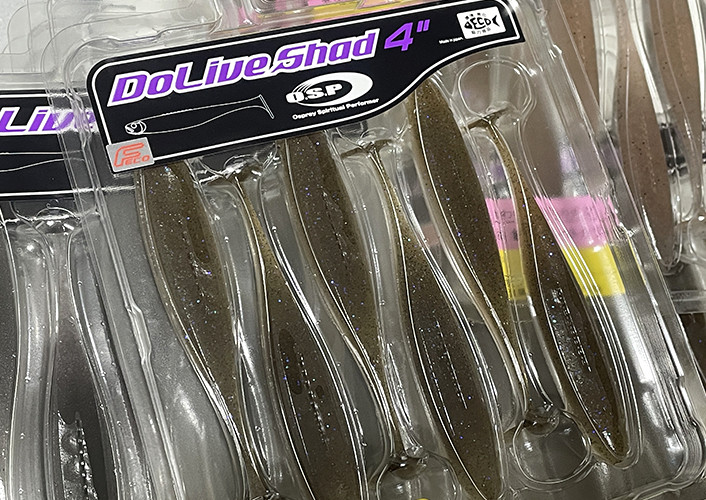 DoLiveShad 4"
O.S.P
Osprey Spiritual Performer
Made in Japan
FECO
Live